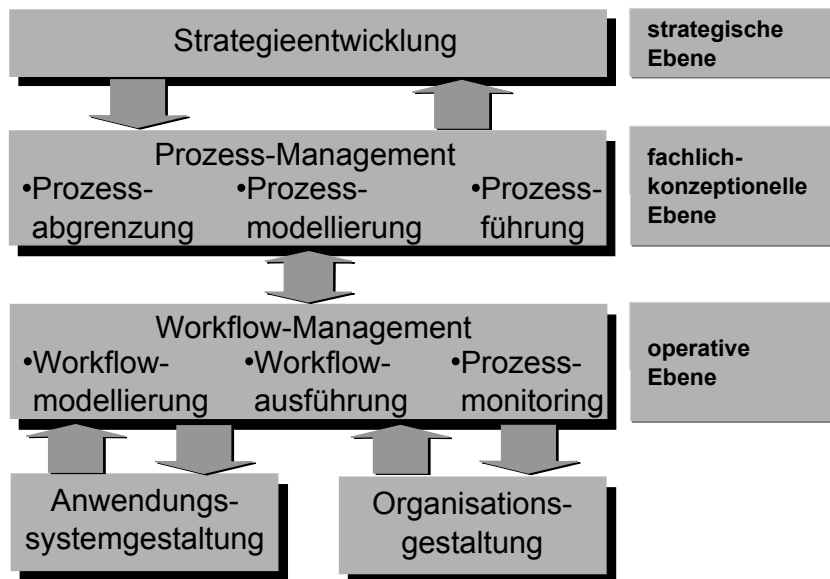 Strategieentwicklung
strategische
Ebene
Prozess-Management
•Prozess-
abgrenzung
•Prozess-
modellierung
•Prozess-
führung
fachlich-
konzeptionelle
Ebene
Workflow-Management
•Workflow-
modellierung
•Workflow-
ausführung
•Prozess-
monitoring
operative
Ebene
Anwendungs-
systemgestaltung
Organisations-
gestaltung